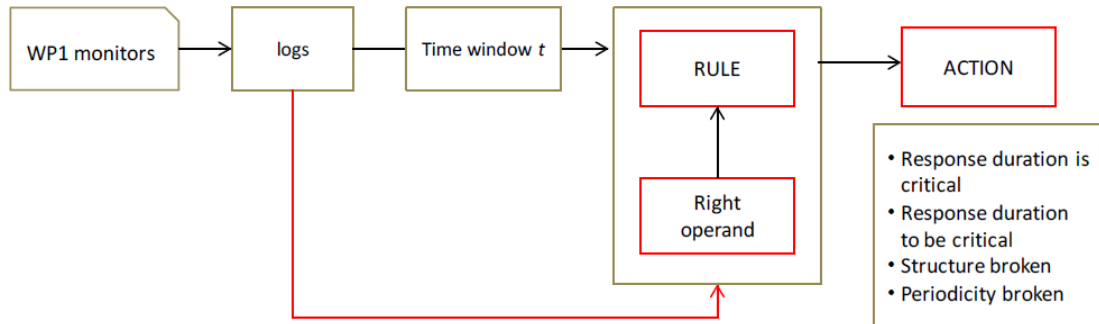 WP1 monitors
logs
Time window t
RULE
Right
operand
ACTION
• Response duration is
critical
• Response duration
to be critical
• Structure broken
• Periodicity broken